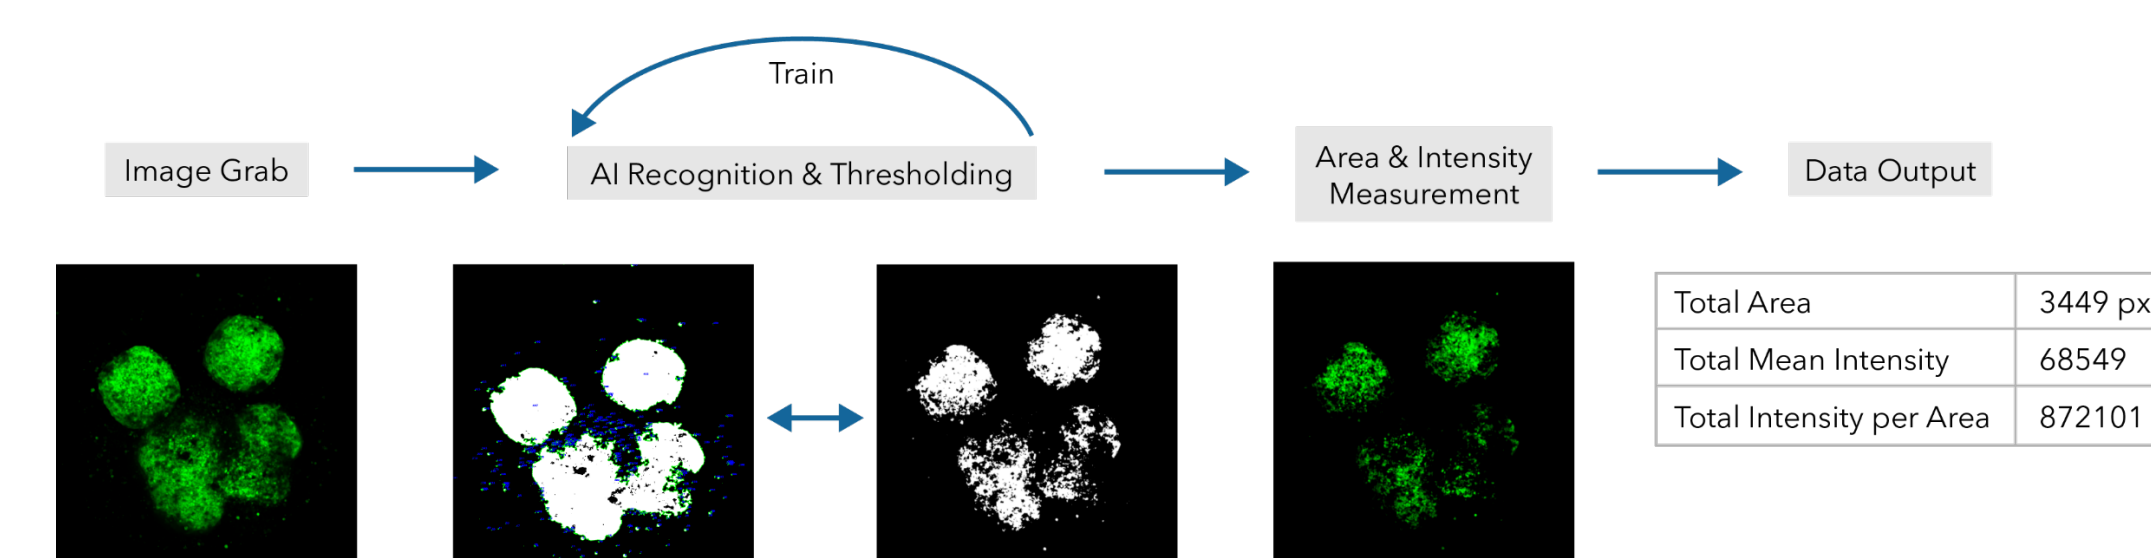 Train
Image Grab
AI Recognition & Thresholding
Area & Intensity
Measurement
Data Output
Total Area 3449 px
Total Mean Intensity 68549
Total Intensity per Area 872101